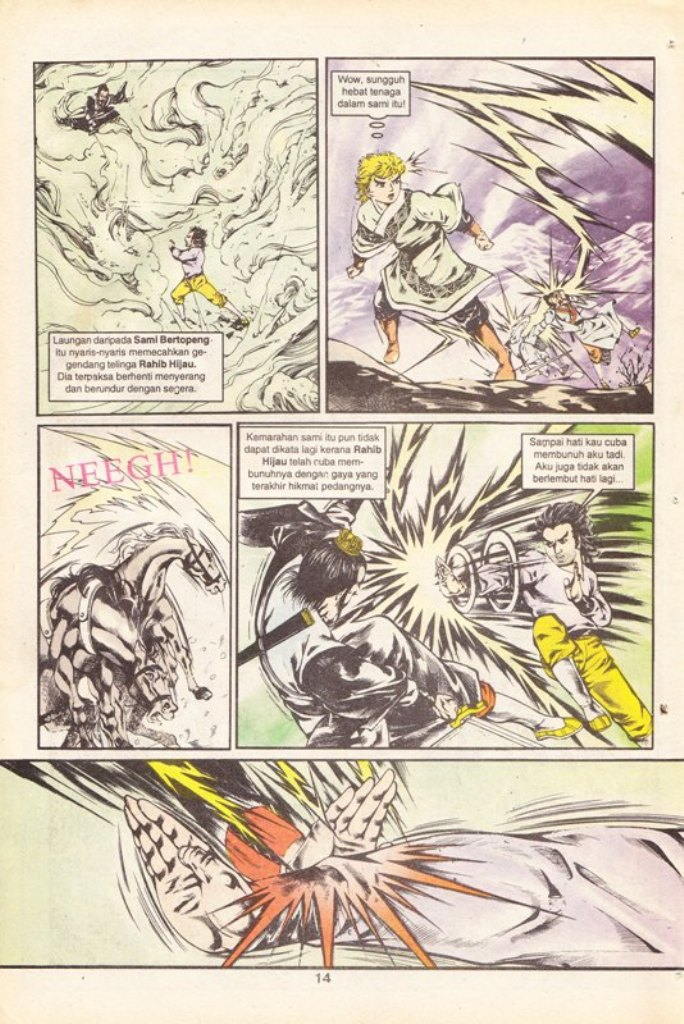 Laungan daripada Sami Bertopeng
itu nyaris-nyaris memecahkan ge-
gendang telinga Rahib Hijau.
Dia terpaksa berhenti menyerang
dan berundur dengan segera.
Wow, sungguh
hebat tenaga
dalam sami itu!
NEEGH!
Kemarahan sami itu pun tidak
dapat dikata lagi kerana Rahib
Hijau telah cuba mem-
bunuhnya dengan gaya yang
terakhir hikmat pedangnya.
Sampai hati kau cuba
membunuh aku tadi.
Aku juga tidak akan
berlembut hati lagi...
14